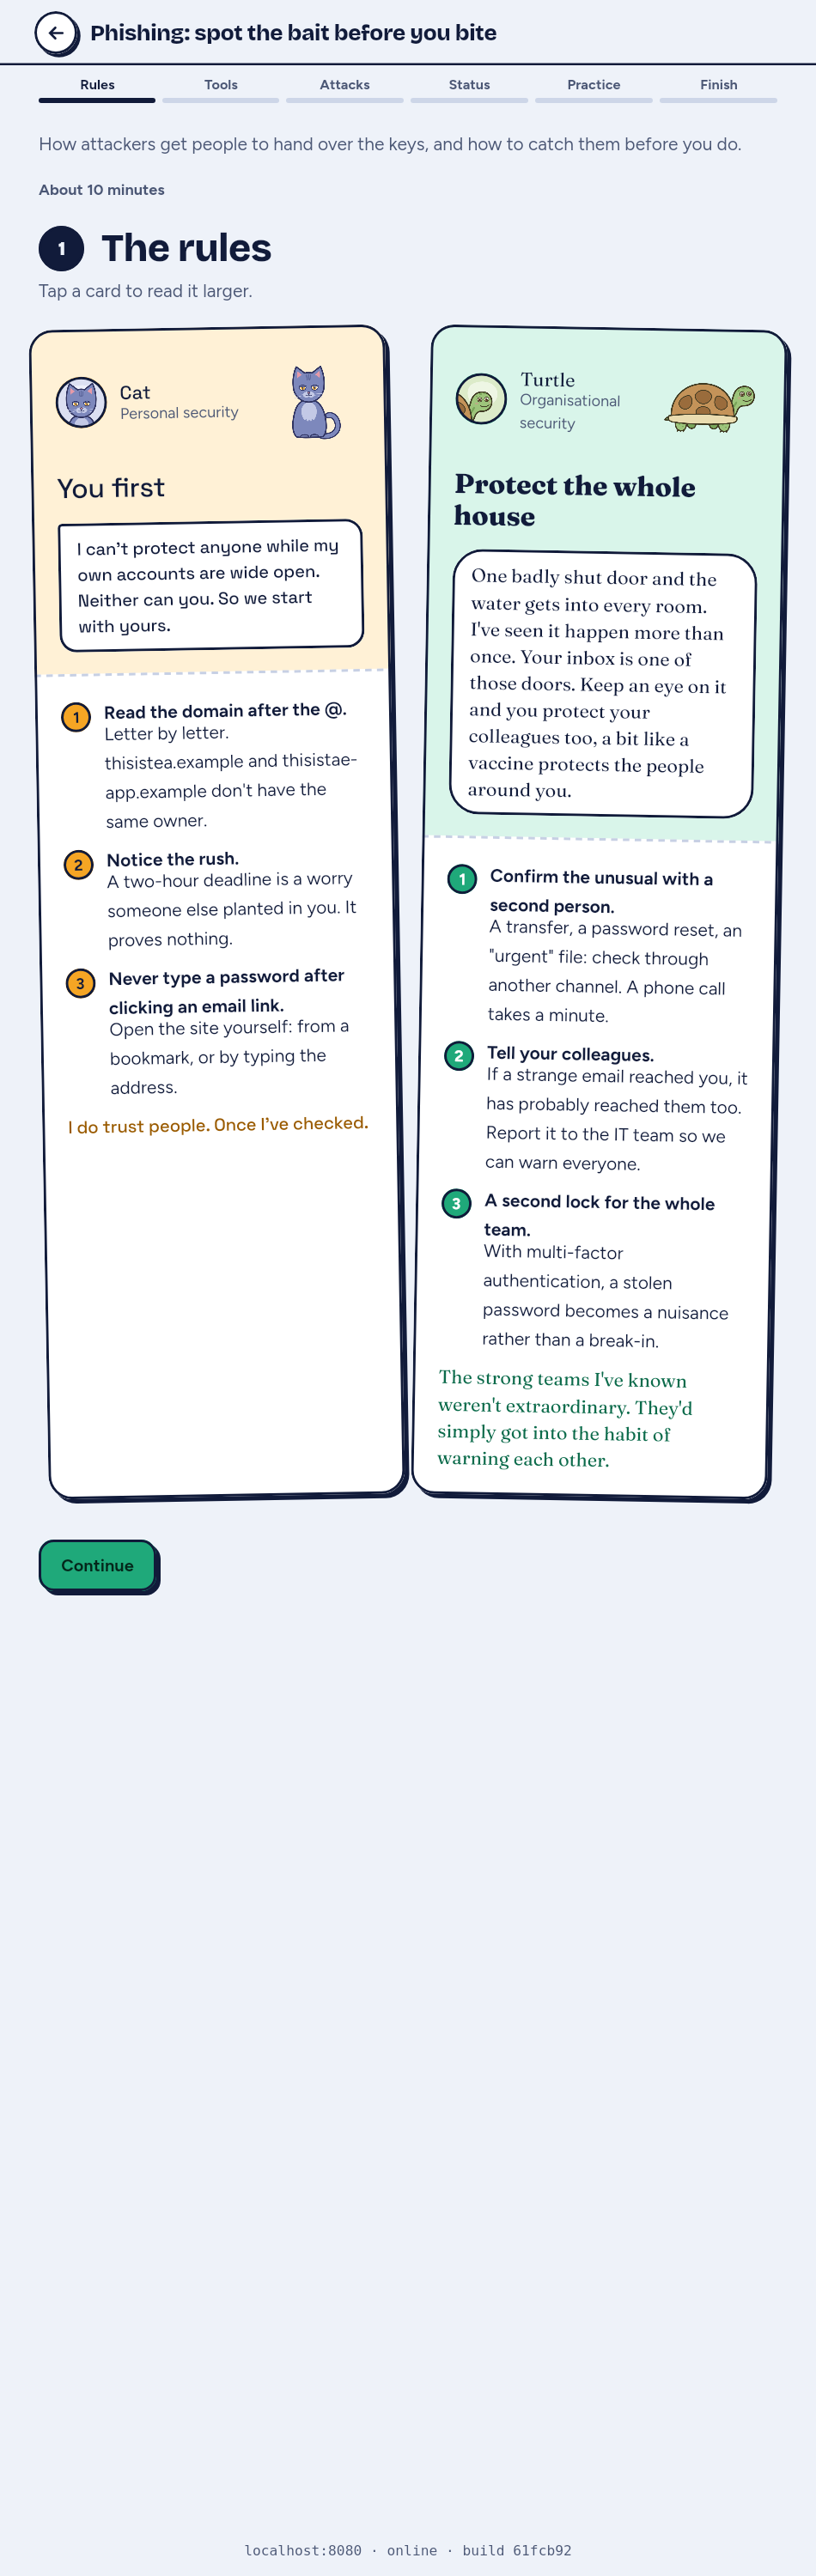 Phishing: spot the bait before you bite
Rules
Tools
Attacks
Status
Practice
Finish
How attackers get people to hand over the keys, and how to catch them before you do.
About 10 minutes
1
The rules
Tap a card to read it larger.
Cat
Personal security
You first
I can't protect anyone while my
own accounts are wide open.
Neither can you. So we start
with yours.
1
Read the domain after the @.
Letter by letter.
thisistea.example and thisistae-
app.example don't have the
same owner.
2
Notice the rush.
A two-hour deadline is a worry
someone else planted in you. It
proves nothing.
3
Never type a password after
clicking an email link.
Open the site yourself: from a
bookmark, or by typing the
address.
I do trust people. Once I've checked.
Turtle
Organisational
security
Protect the whole
house
One badly shut door and the
water gets into every room.
I've seen it happen more than
once. Your inbox is one of
those doors. Keep an eye on it
and you protect your
colleagues too, a bit like a
vaccine protects the people
around you.
1
Confirm the unusual with a
second person.
A transfer, a password reset, an
"urgent" file: check through
another channel. A phone call
takes a minute.
2
Tell your colleagues.
If a strange email reached you, it
has probably reached them too.
Report it to the IT team so we
can warn everyone.
3
A second lock for the whole
team.
With multi-factor
authentication, a stolen
password becomes a nuisance
rather than a break-in.
The strong teams I've known
weren't extraordinary. They'd
simply got into the habit of
warning each other.
Continue
localhost:8080 · online · build 61fcb92